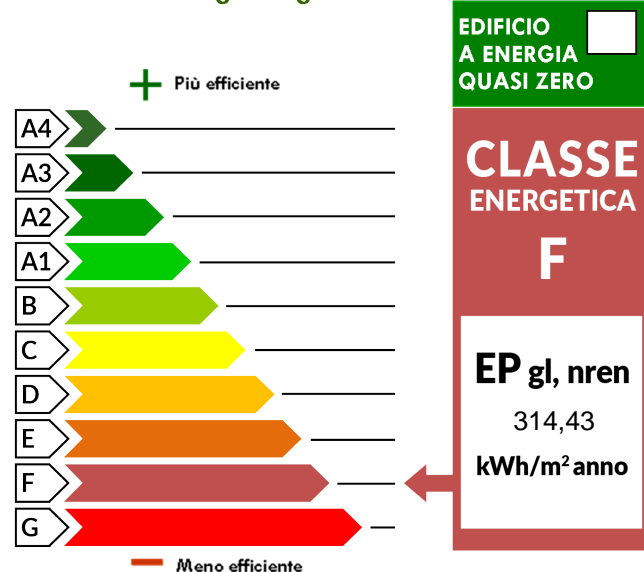 EDIFICIO
A ENERGIA
QUASI ZERO
+ Più efficiente
A4
A3
A2
A1
B
C
D
E
F
G
Meno efficiente
CLASSE
ENERGETICA
F
EP gl, nren
314,43
kWh/m² anno